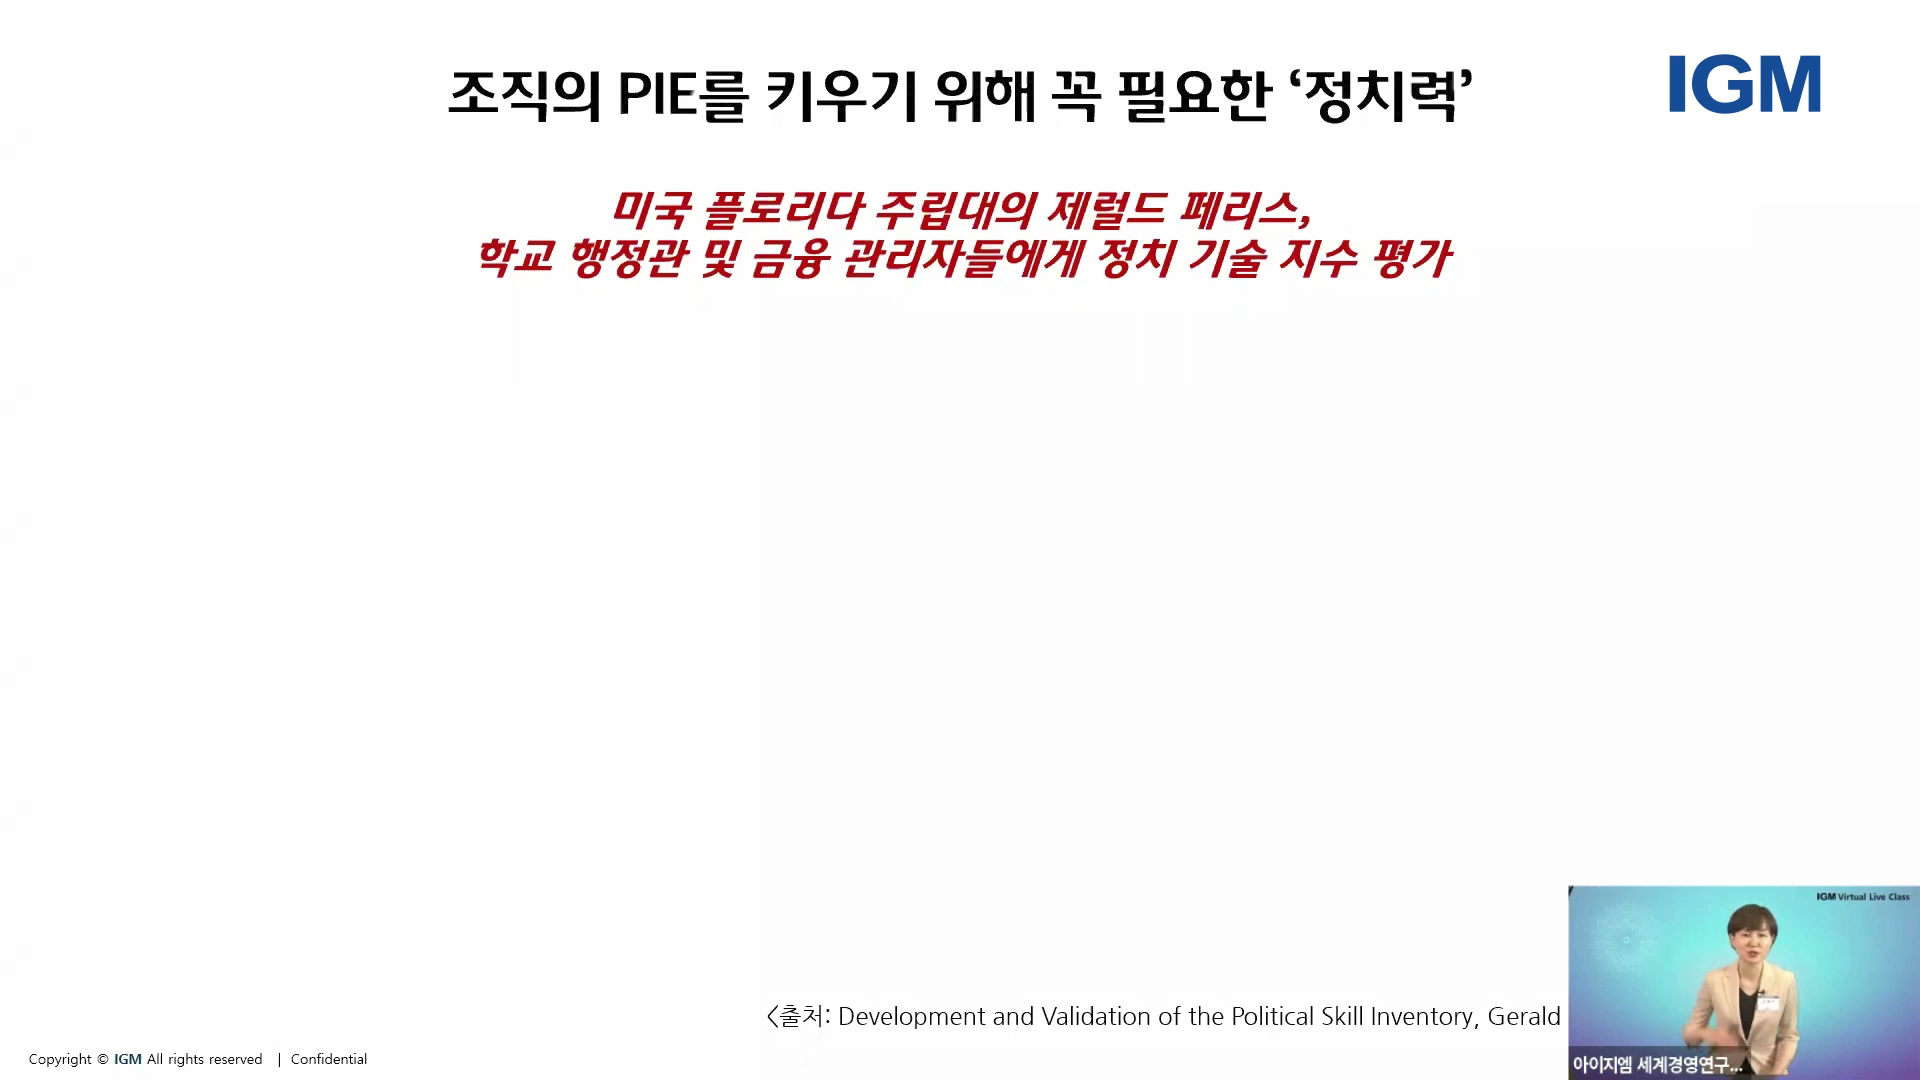 조직의 PIE를 키우기 위해 꼭 필요한 ‘정치력’
IGM
미국 플로리다 주립대의 제럴드 페리스,
학교 행정관 및 금융 관리자들에게 정치 기술 지수 평가
IGM Virtual Live Class
<출처: Development and Validation of the Political Skill Inventory, Gerald
아이지엠 세계경영연구...
Copyright © IGM All rights reserved | Confidential